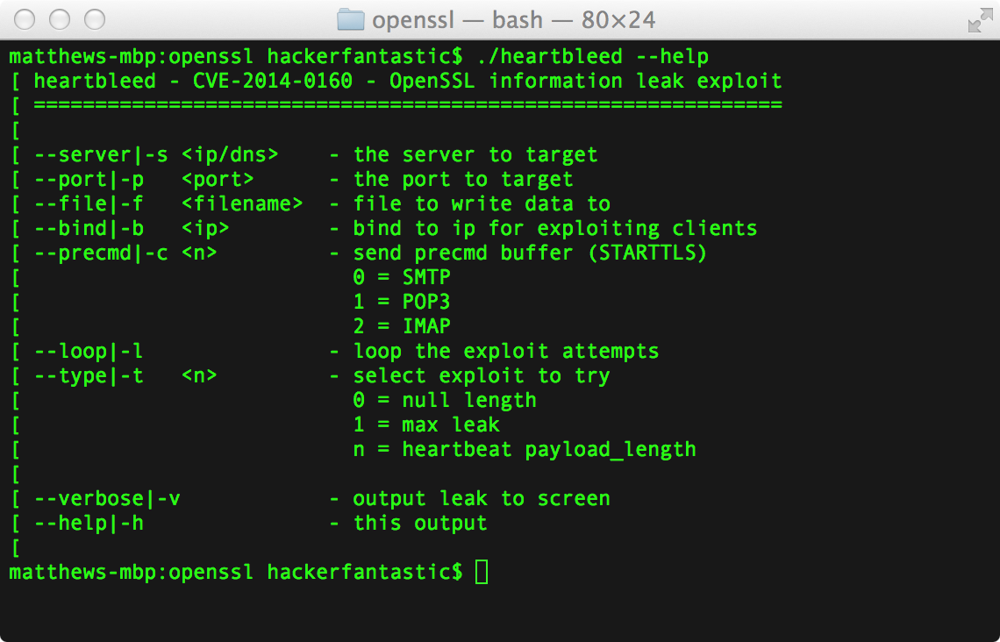 openssl — bash — 80×24
matthews-mbp:openssl hackerfantastic$ ./heartbleed --help
[ heartbleed - CVE-2014-0160 - OpenSSL information leak exploit
[ =============================================================
[
[ --server|-s <ip/dns>    - the server to target
[ --port|-p   <port>      - the port to target
[ --file|-f   <filename>  - file to write data to
[ --bind|-b   <ip>        - bind to ip for exploiting clients
[ --precmd|-c <n>         - send precmd buffer (STARTTLS)
[                           0 = SMTP
[                           1 = POP3
[                           2 = IMAP
[ --loop|-l               - loop the exploit attempts
[ --type|-t   <n>         - select exploit to try
[                           0 = null length
[                           1 = max leak
[                           n = heartbeat payload_length
[
[ --verbose|-v            - output leak to screen
[ --help|-h               - this output
[
matthews-mbp:openssl hackerfantastic$